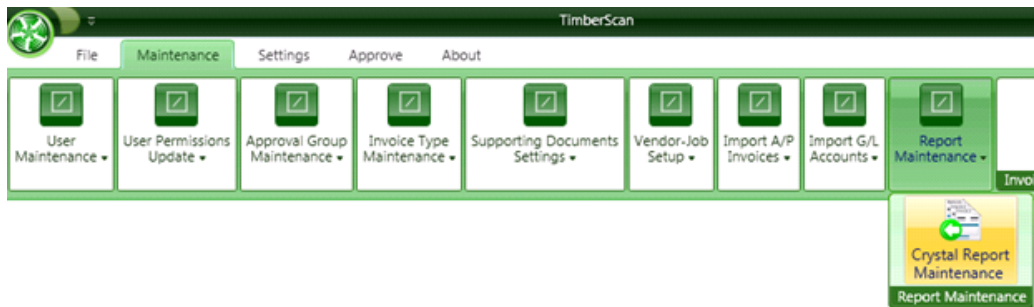 TimberScan
File Maintenance Settings Approve About
User Maintenance
User Permissions Update
Approval Group Maintenance
Invoice Type Maintenance
Supporting Documents Settings
Vendor-Job Setup
Import A/P Invoices
Import G/L Accounts
Report Maintenance
Crystal Report
Maintenance
Report Maintenance